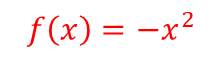 f(x) = −x²